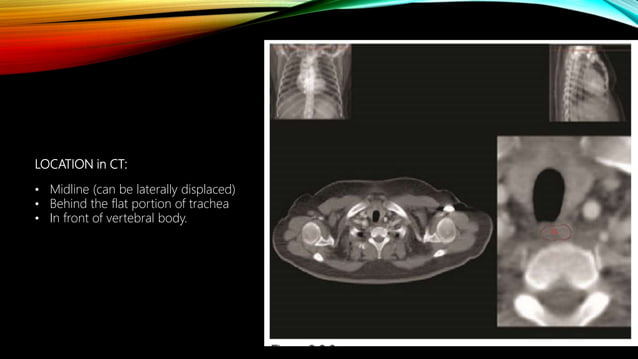 LOCATION in CT:
• Midline (can be laterally displaced)
• Behind the flat portion of trachea
• In front of vertebral body.